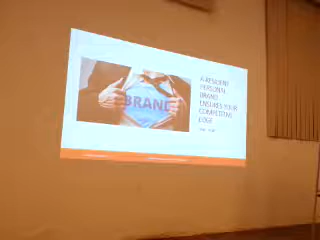 BRAND
A RESILIENT
PERSONAL
BRAND
ENSURES YOUR
COMPETITIVE
EDGE